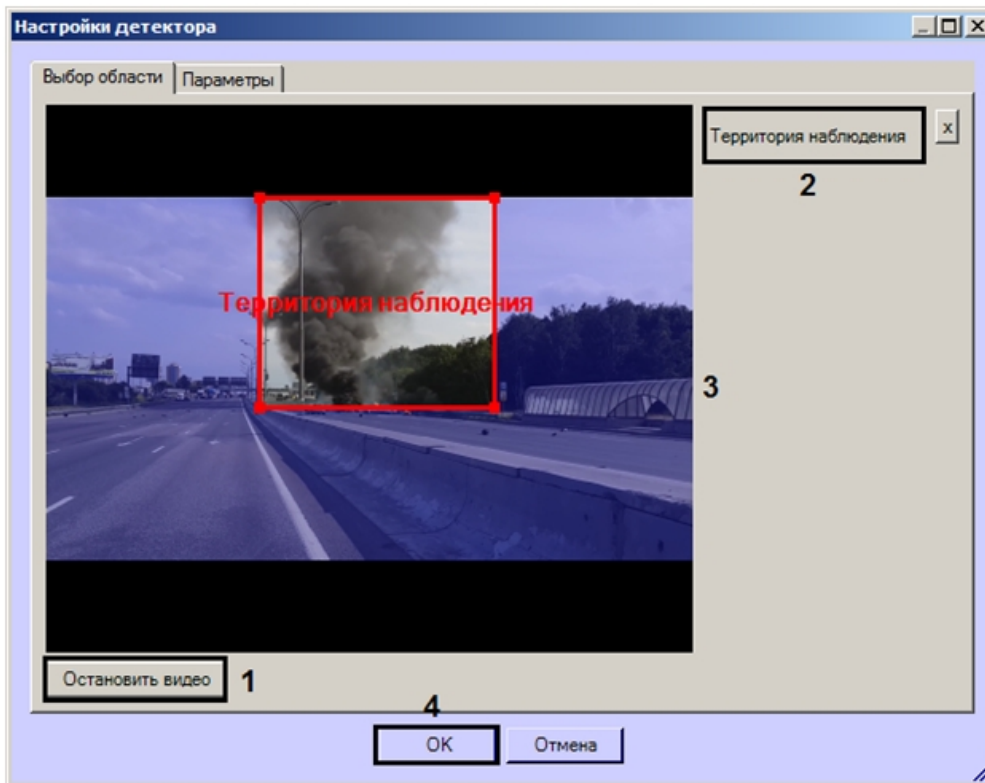 Настройки детектора
Выбор области
Параметры
Территория наблюдения
x
2
Территория наблюдения
3
Остановить видео
1
4
OK
Отмена